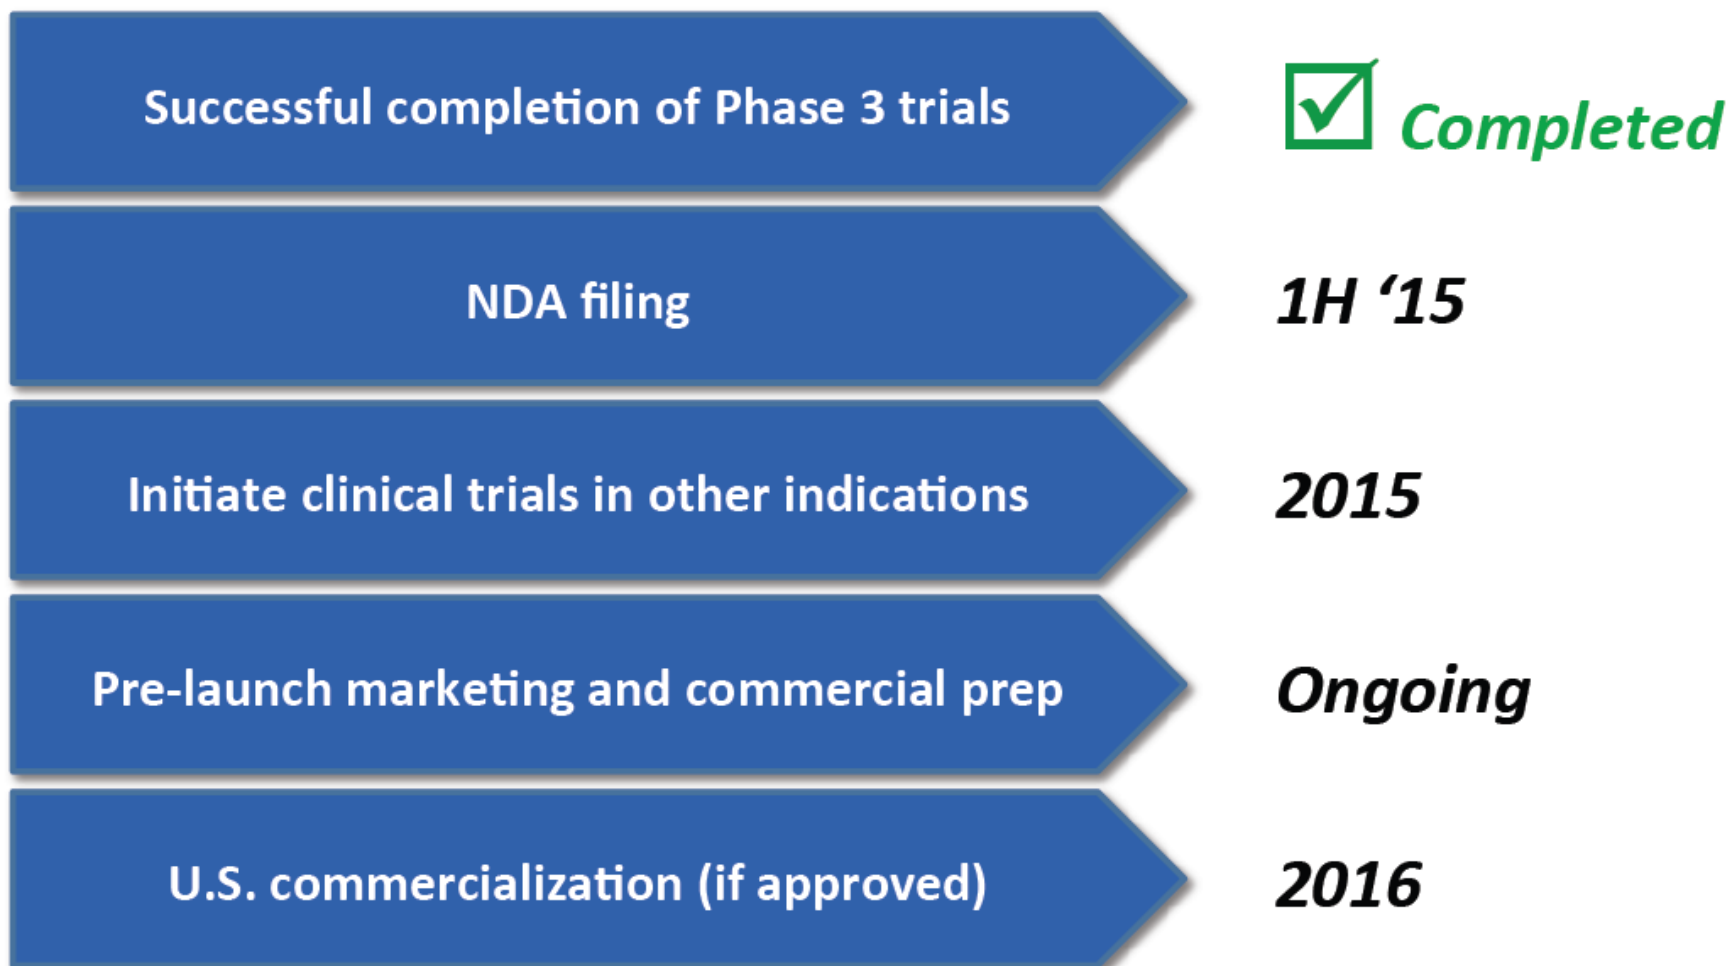 Successful completion of Phase 3 trials
Completed
NDA filing
1H ‘15
Initiate clinical trials in other indications
2015
Pre-launch marketing and commercial prep
Ongoing
U.S. commercialization (if approved)
2016